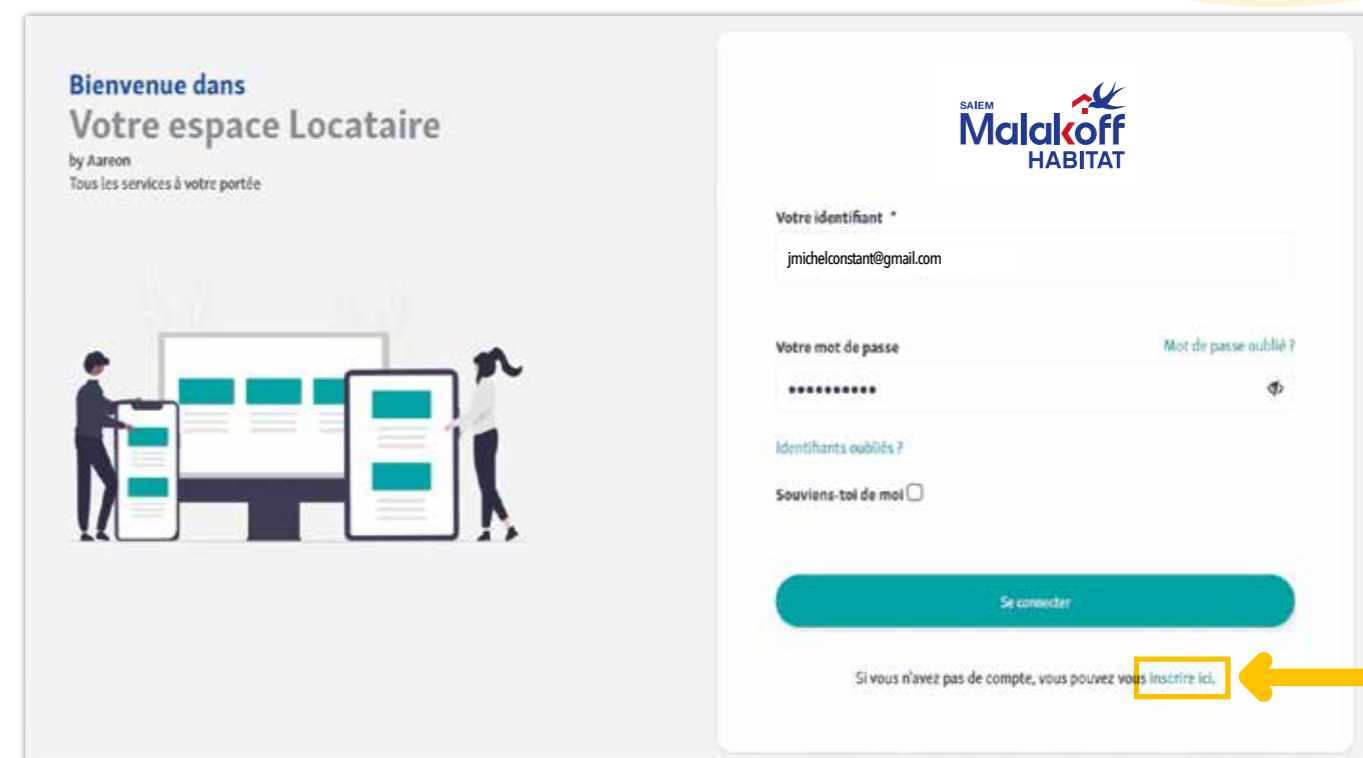 Bienvenue dans
Votre espace Locataire
by Aareon
Tous les services à votre portée
SAIEM
Malakoff
HABITAT
Votre identifiant *
jmichelconstant@gmail.com
Votre mot de passe
Mot de passe oublié ?
••••••••••
Identifiants oubliés ?
Souviens-toi de moi
Se connecter
Si vous n'avez pas de compte, vous pouvez vous inscrire ici.